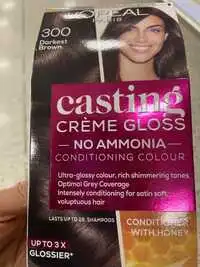 L'ORÉAL
PARIS
300
Darkest
Brown
casting
CRÈME GLOSS
NO AMMONIA
CONDITIONING COLOUR
Ultra-glossy colour, rich shimmering tones
Optimal Grey Coverage
Intensely conditioning for satin soft,
voluptuous hair
LASTS UP TO 28 SHAMPOOS
CONDITIONER
WITH HONEY
UP TO 3 X
GLOSSIER*